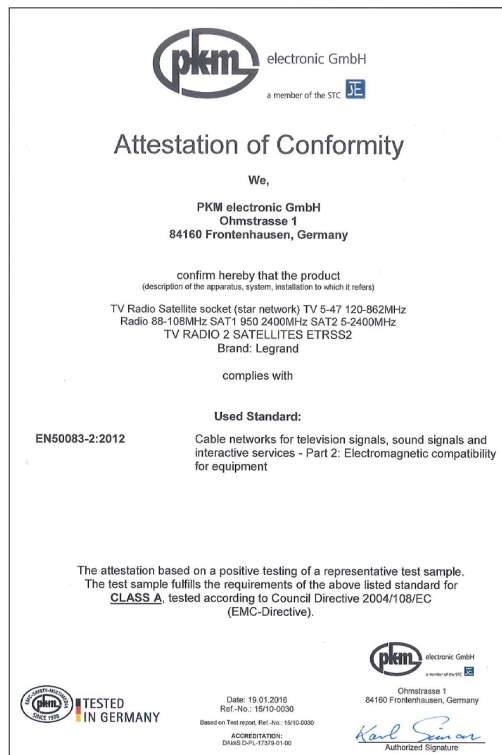 pkm
electronic GmbH
a member of the STC
Attestation of Conformity
We,
PKM electronic GmbH
Ohmstrasse 1
84160 Frontenhausen, Germany
confirm hereby that the product
(description of the apparatus, system, installation to which it refers)
TV Radio Satellite socket (star network) TV 5-47 120-862MHz
Radio 88-108MHz SAT1 950 2400MHz SAT2 5-2400MHz
TV RADIO 2 SATELLITES ETRSS2
Brand: Legrand
complies with
Used Standard:
EN50083-2:2012
Cable networks for television signals, sound signals and
interactive services - Part 2: Electromagnetic compatibility
for equipment
The attestation based on a positive testing of a representative test sample.
The test sample fulfills the requirements of the above listed standard for
CLASS A, tested according to Council Directive 2004/108/EC
(EMC-Directive).
EMC-SAFETY-MULTIMEDIA
pkm
SINCE 1978
TESTED
IN GERMANY
Date: 19.01.2016
Ref.-No.: 15/10-0030
Based on Test report, Ref.-No.: 15/10-0030
ACCREDITATION:
DAkkS D-PL-17379-01-00
pkm
electronic GmbH
a member of the STC
Ohmstrasse 1
84160 Frontenhausen, Germany
Karl
Authorized Signature